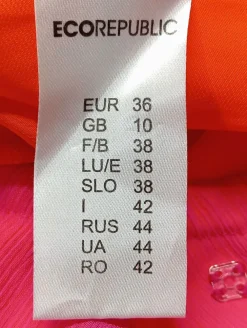 ECOREPUBLIC
EUR 36
GB 10
F/B 38
LU/E 38
SLO 38
I 42
RUS 44
UA 44
RO 42